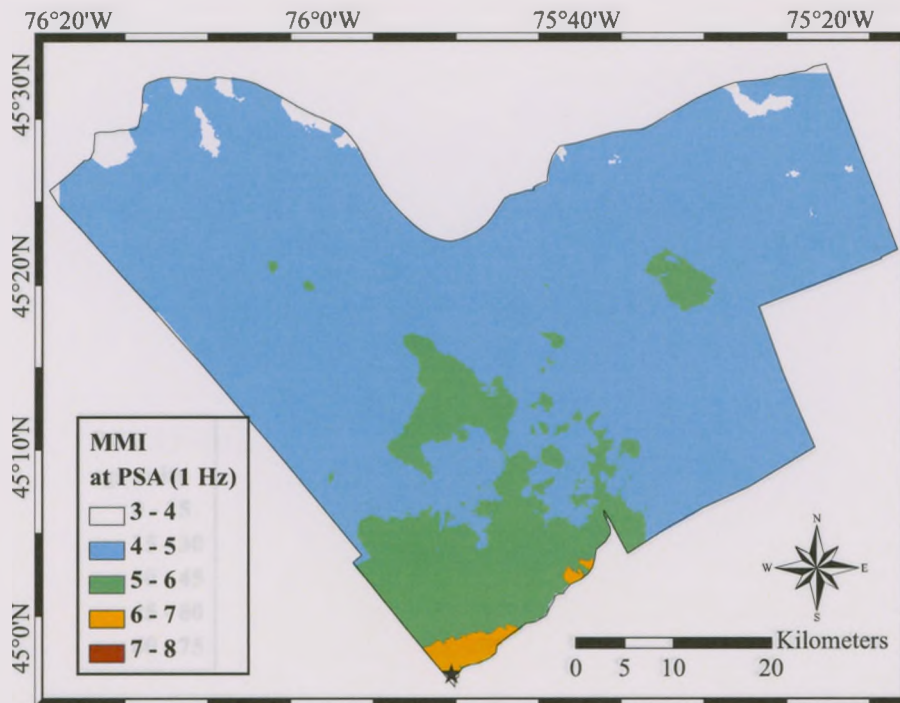 76°20'W 76°0'W 75°40'W 75°20'W
45°30'N
45°20'N
45°10'N
45°0'N
MMI
at PSA (1 Hz)
3 - 4
4 - 5
5 - 6
6 - 7
7 - 8
N
W E
S
Kilometers
0 5 10 20